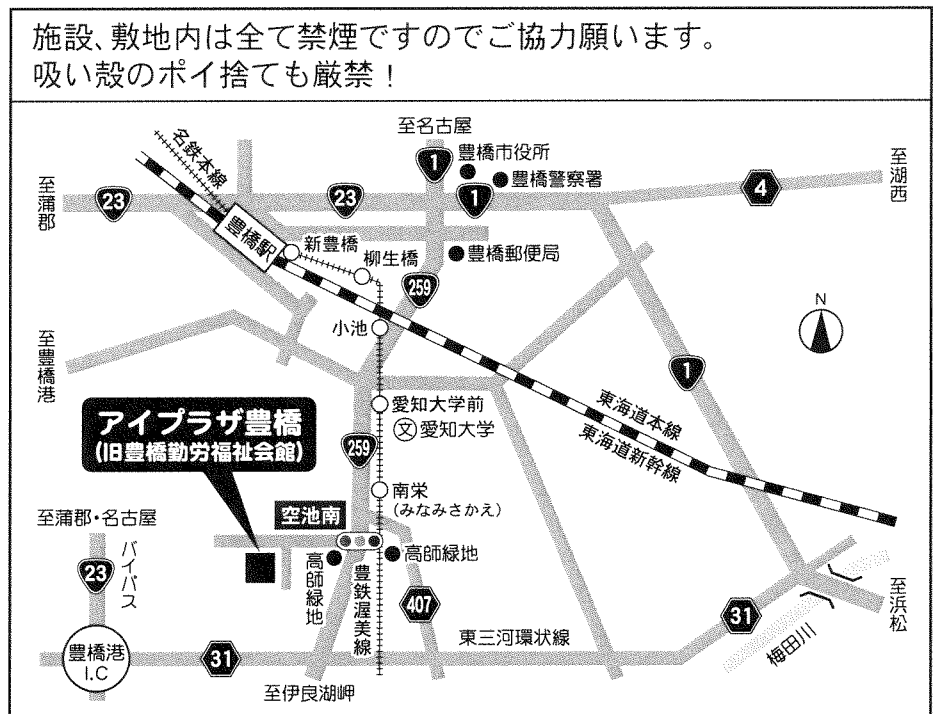 施設、敷地内は全て禁煙ですのでご協力願います。
吸い殻のポイ捨ても厳禁！
至名古屋
名鉄本線
1
豊橋市役所
豊橋警察署
至湖西
至蒲郡
23
23
1
4
豊橋駅
新豊橋
柳生橋
豊橋郵便局
259
N
小池
至豊橋港
1
愛知大学前
文 愛知大学
東海道本線
東海道新幹線
アイプラザ豊橋
(旧豊橋勤労福祉会館)
259
南栄
(みなみさかえ)
至蒲郡・名古屋
空池南
バイパス
23
高師緑地
高師緑地
豊鉄渥美線
407
31
至浜松
梅田川
豊橋港
I.C
31
東三河環状線
至伊良湖岬